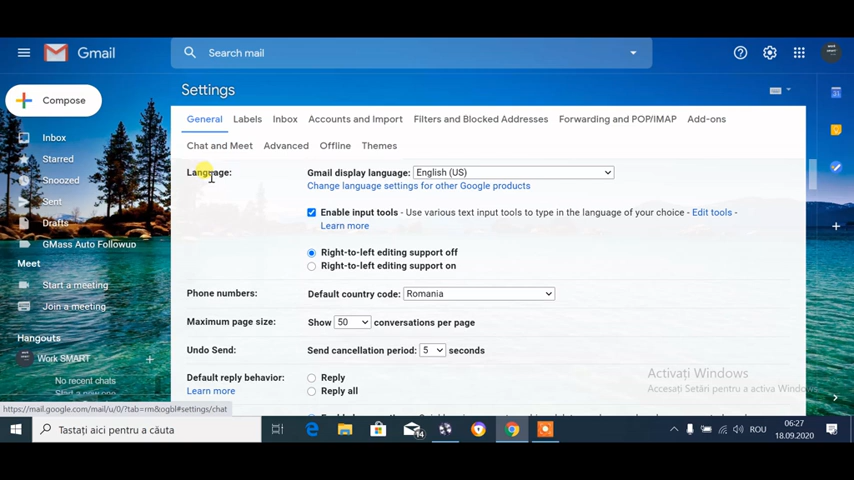 Gmail
Search mail
Compose
Settings
General Labels Inbox Accounts and Import Filters and Blocked Addresses Forwarding and POP/IMAP Add-ons
Chat and Meet Advanced Offline Themes
Inbox
Starred
Snoozed
Sent
Drafts
GMass Auto Followup
Meet
Start a meeting
Join a meeting
Hangouts
Work SMART
No recent chats
Start a new one
Language:
Gmail display language: English (US)
Change language settings for other Google products
Enable input tools - Use various text input tools to type in the language of your choice - Edit tools -
Learn more
Right-to-left editing support off
Right-to-left editing support on
Phone numbers:
Default country code: Romania
Maximum page size:
Show 50 conversations per page
Undo Send:
Send cancellation period: 5 seconds
Default reply behavior:
Learn more
Reply
Reply all
Activați Windows
Accesați Setări pentru a activa Windows
https://mail.google.com/mail/u/0/?tab=rm&ogbl#settings/chat
Tastați aici pentru a căuta
14
ROU
06:27
18.09.2020